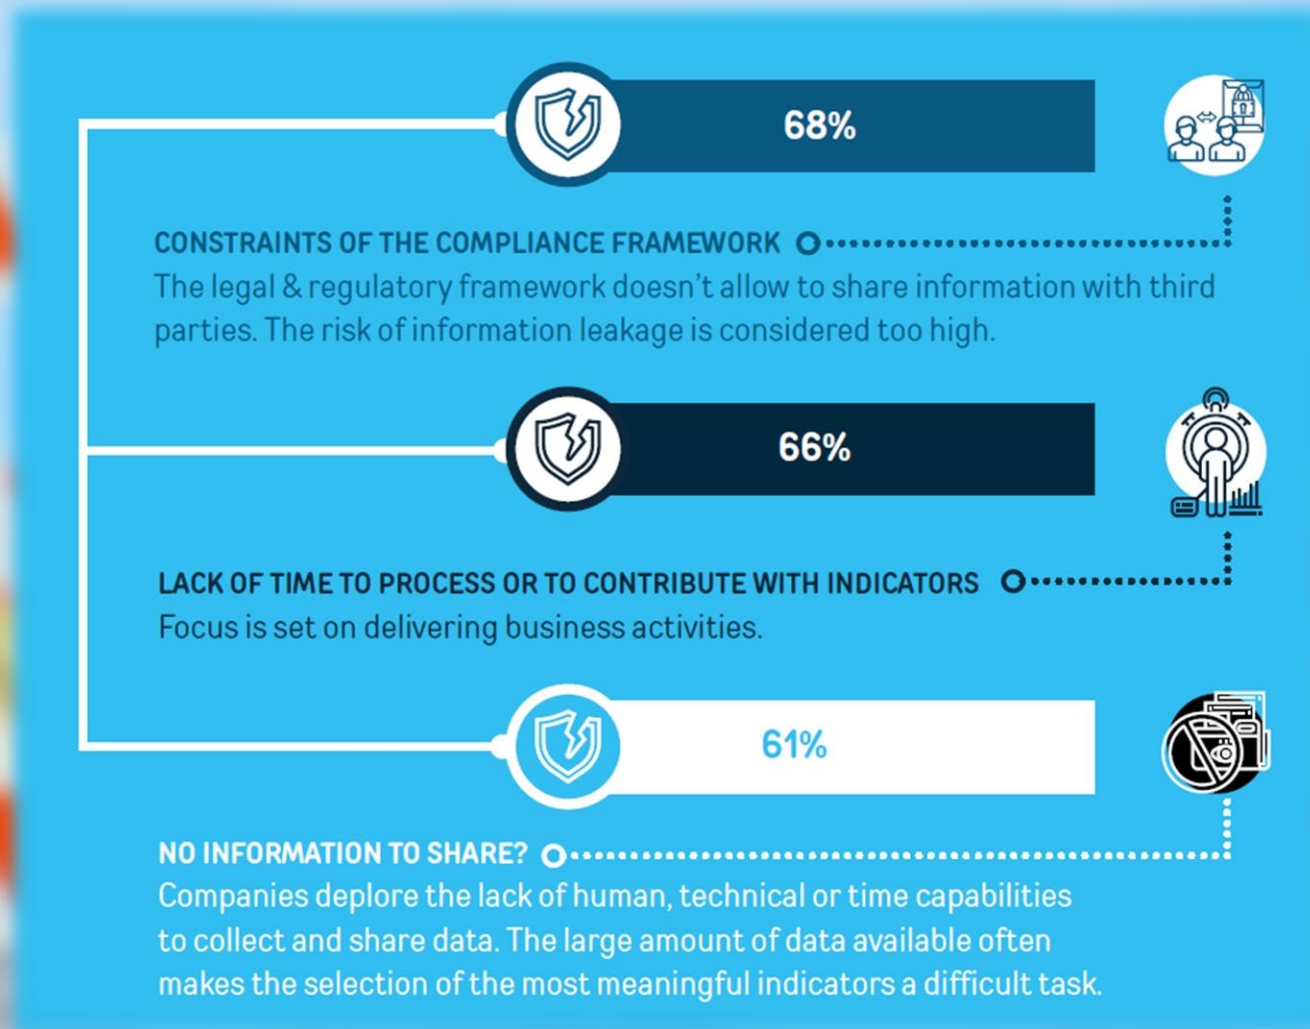 68%
CONSTRAINTS OF THE COMPLIANCE FRAMEWORK
The legal & regulatory framework doesn't allow to share information with third
parties. The risk of information leakage is considered too high.
66%
LACK OF TIME TO PROCESS OR TO CONTRIBUTE WITH INDICATORS
Focus is set on delivering business activities.
61%
NO INFORMATION TO SHARE?
Companies deplore the lack of human, technical or time capabilities
to collect and share data. The large amount of data available often
makes the selection of the most meaningful indicators a difficult task.